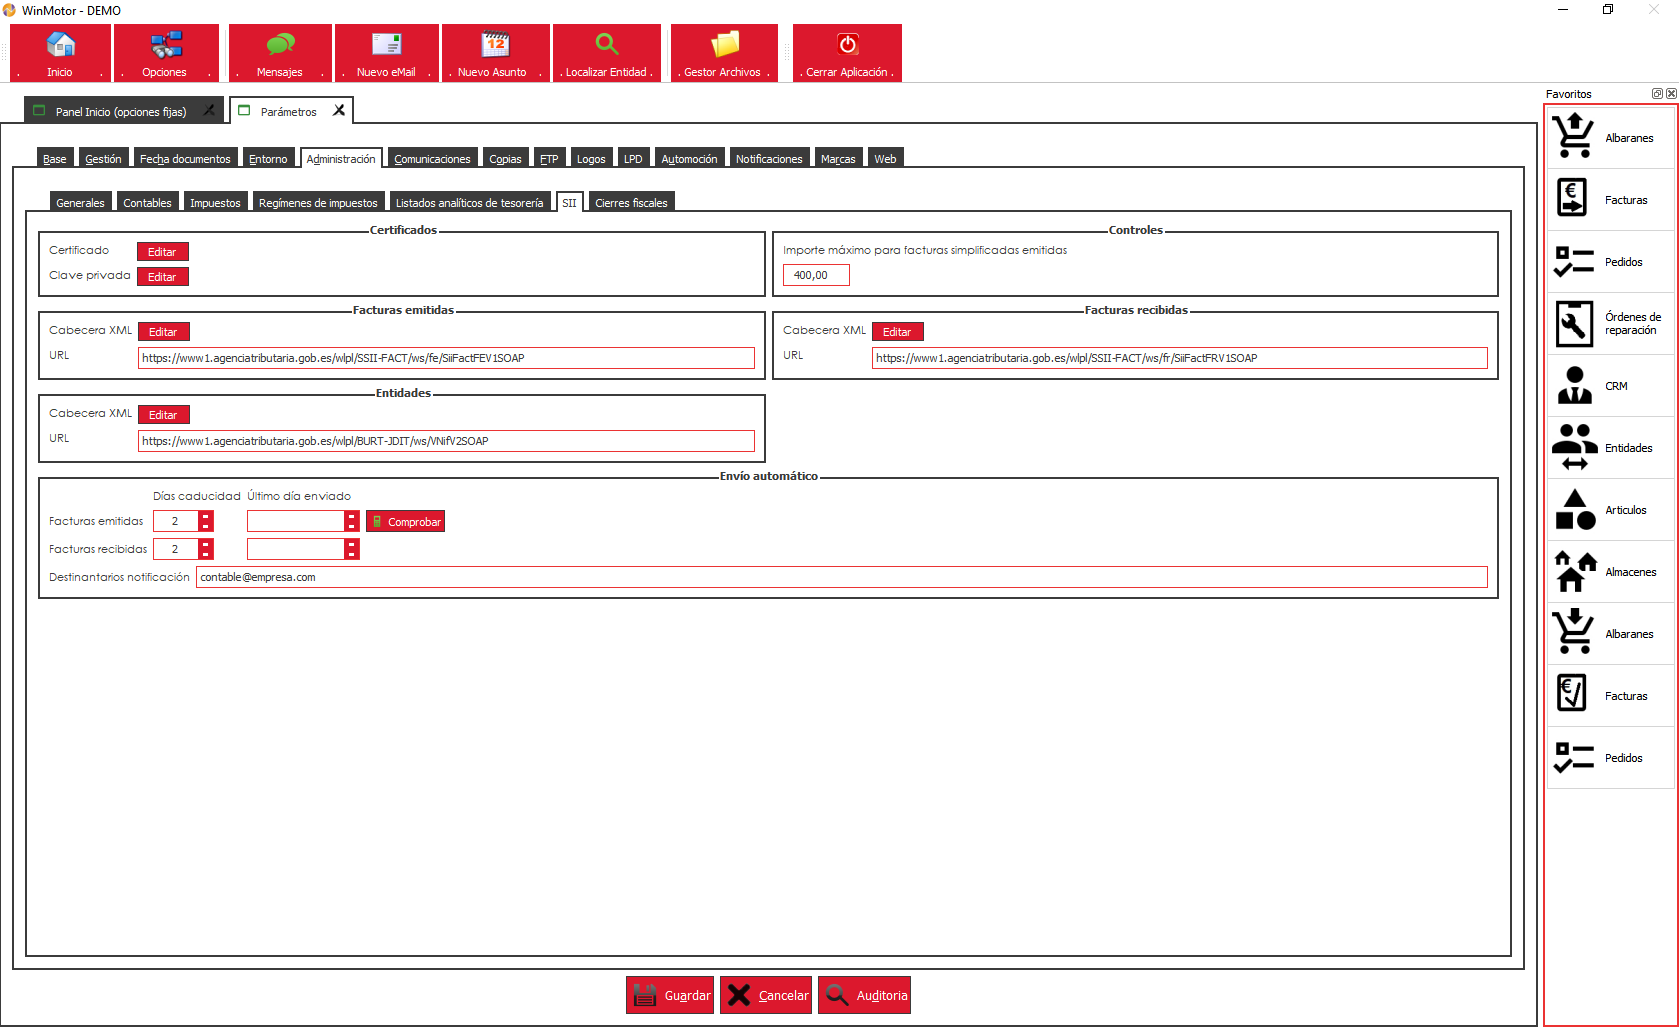 WinMotor - DEMO
. Inicio .
. Opciones .
. Mensajes .
. Nuevo eMail .
12
. Nuevo Asunto .
. Localizar Entidad .
. Gestor Archivos .
. Cerrar Aplicación .
Panel Inicio (opciones fijas)
Parámetros
Favoritos
Base
Gestión
Fecha documentos
Entorno
Administración
Comunicaciones
Copias
FTP
Logos
LPD
Automoción
Notificaciones
Marcas
Web
Generales
Contables
Impuestos
Regímenes de impuestos
Listados analíticos de tesorería
SII
Cierres fiscales
Certificados
Certificado
Editar
Clave privada
Editar
Controles
Importe máximo para facturas simplificadas emitidas
400,00
Facturas emitidas
Cabecera XML
Editar
URL
https://www1.agenciatributaria.gob.es/wlpl/SSII-FACT/ws/fe/SiiFactFEV1SOAP
Facturas recibidas
Cabecera XML
Editar
URL
https://www1.agenciatributaria.gob.es/wlpl/SSII-FACT/ws/fr/SiiFactFRV1SOAP
Entidades
Cabecera XML
Editar
URL
https://www1.agenciatributaria.gob.es/wlpl/BURT-JDIT/ws/VNifV2SOAP
Envío automático
Días caducidad Último día enviado
Facturas emitidas
2
Comprobar
Facturas recibidas
2
Destinantarios notificación
contable@empresa.com
Guardar
Cancelar
Auditoria
Albaranes
€
Facturas
Pedidos
Órdenes de
reparación
CRM
Entidades
Articulos
Almacenes
Albaranes
€
Facturas
Pedidos